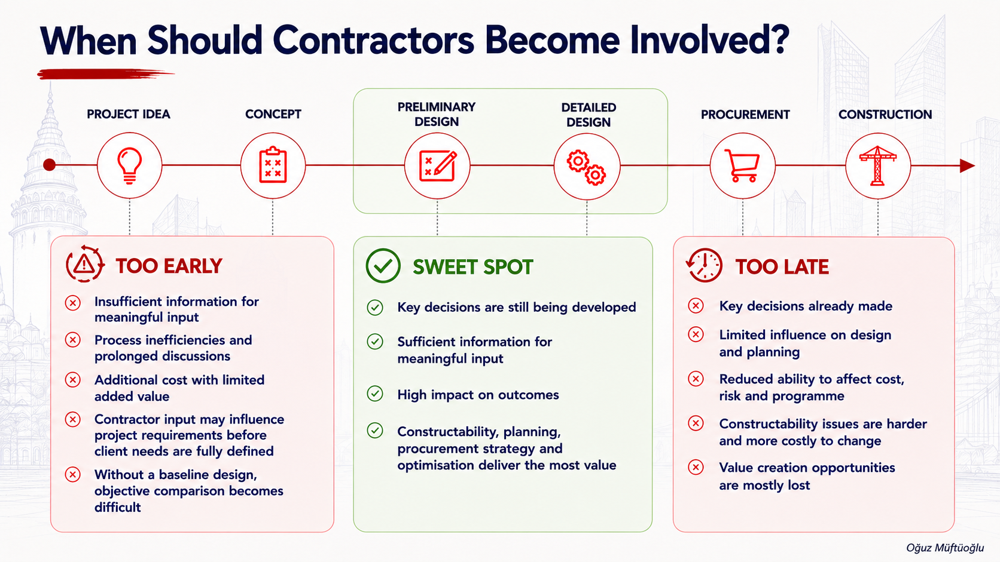 When Should Contractors Become Involved?
PROJECT IDEA
CONCEPT
PRELIMINARY
DESIGN
DETAILED
DESIGN
PROCUREMENT
CONSTRUCTION
TOO EARLY
Insufficient information for
meaningful input
Process inefficiencies and
prolonged discussions
Additional cost with limited
added value
Contractor input may influence
project requirements before
client needs are fully defined
Without a baseline design,
objective comparison becomes
difficult
SWEET SPOT
Key decisions are still being developed
Sufficient information for
meaningful input
High impact on outcomes
Constructability, planning,
procurement strategy and
optimisation deliver the most value
TOO LATE
Key decisions already made
Limited influence on design
and planning
Reduced ability to affect cost,
risk and programme
Constructability issues are harder
and more costly to change
Value creation opportunities
are mostly lost
Oğuz Müftüoğlu